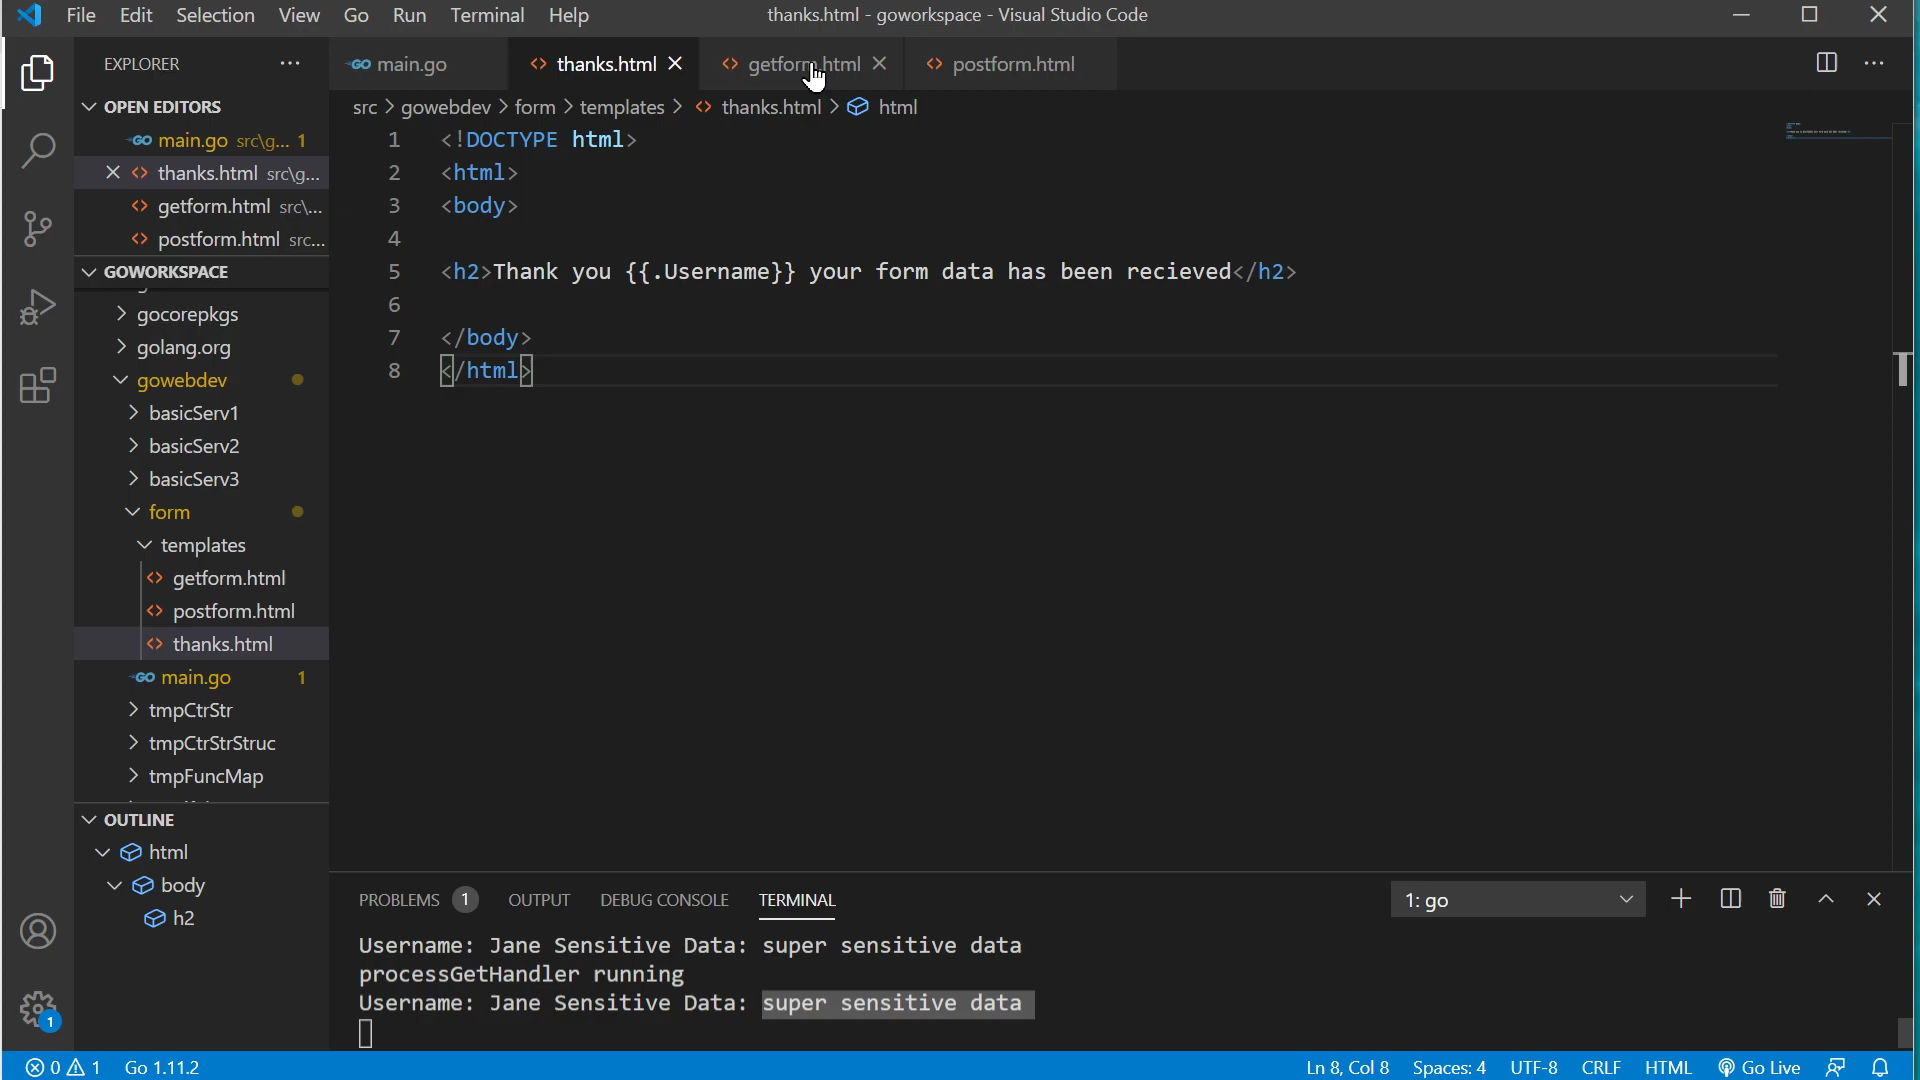 File Edit Selection View Go Run Terminal Help
thanks.html - goworkspace - Visual Studio Code
EXPLORER
OPEN EDITORS
GO main.go src\g... 1
thanks.html src\g...
getform.html src\...
postform.html src...
GOWORKSPACE
gocorepkgs
golang.org
gowebdev
basicServ1
basicServ2
basicServ3
form
templates
getform.html
postform.html
thanks.html
GO main.go 1
tmpCtrStr
tmpCtrStrStruc
tmpFuncMap
OUTLINE
html
body
h2
GO main.go
thanks.html
getform.html
postform.html
src > gowebdev > form > templates > thanks.html > html
1 <!DOCTYPE html>
2 <html>
3 <body>
4
5 <h2>Thank you {{.Username}} your form data has been recieved</h2>
6
7 </body>
8 </html>
PROBLEMS 1 OUTPUT DEBUG CONSOLE TERMINAL
1: go
Username: Jane Sensitive Data: super sensitive data
processGetHandler running
Username: Jane Sensitive Data: super sensitive data
1
0 1 Go 1.11.2
Ln 8, Col 8 Spaces: 4 UTF-8 CRLF HTML Go Live